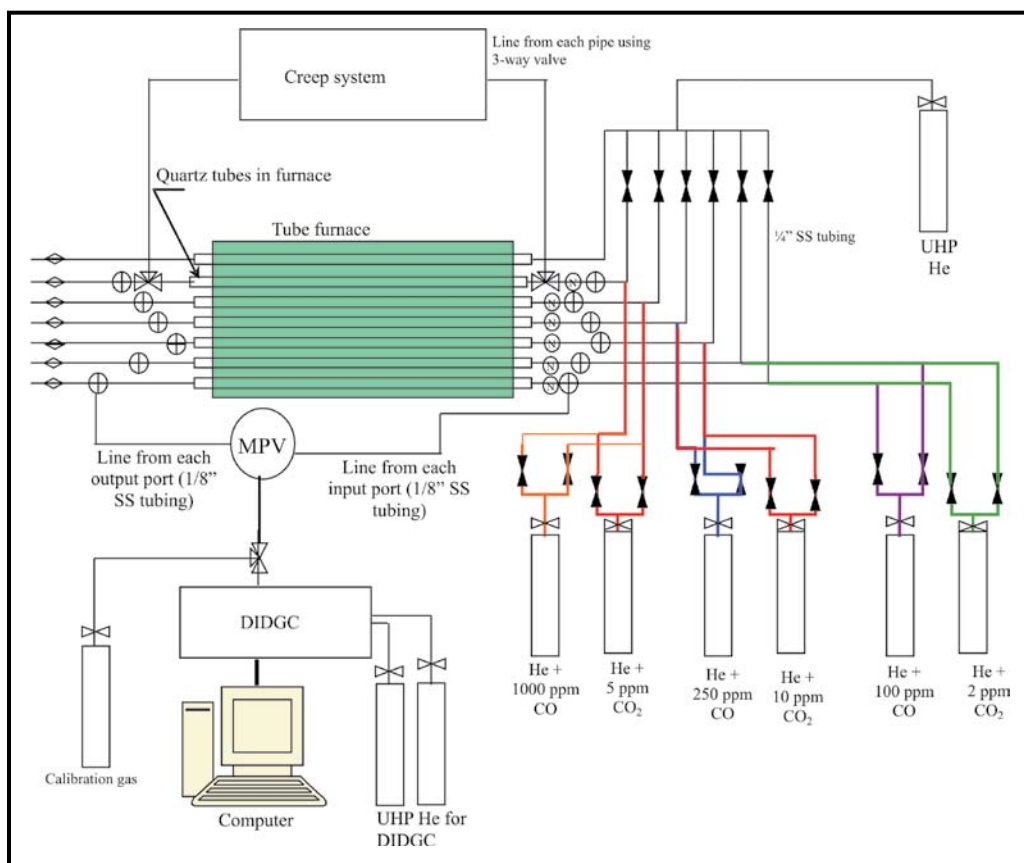 Line from each pipe using
3-way valve
Creep system
Quartz tubes in furnace
Tube furnace
¼” SS tubing
UHP
He
N
N
N
N
N
N
MPV
Line from each
output port (1/8”
SS tubing)
Line from each
input port (1/8” SS
tubing)
DIDGC
He +
1000 ppm
CO
He +
5 ppm
CO₂
He +
250 ppm
CO
He +
10 ppm
CO₂
He +
100 ppm
CO
He +
2 ppm
CO₂
Calibration gas
Computer
UHP He for
DIDGC